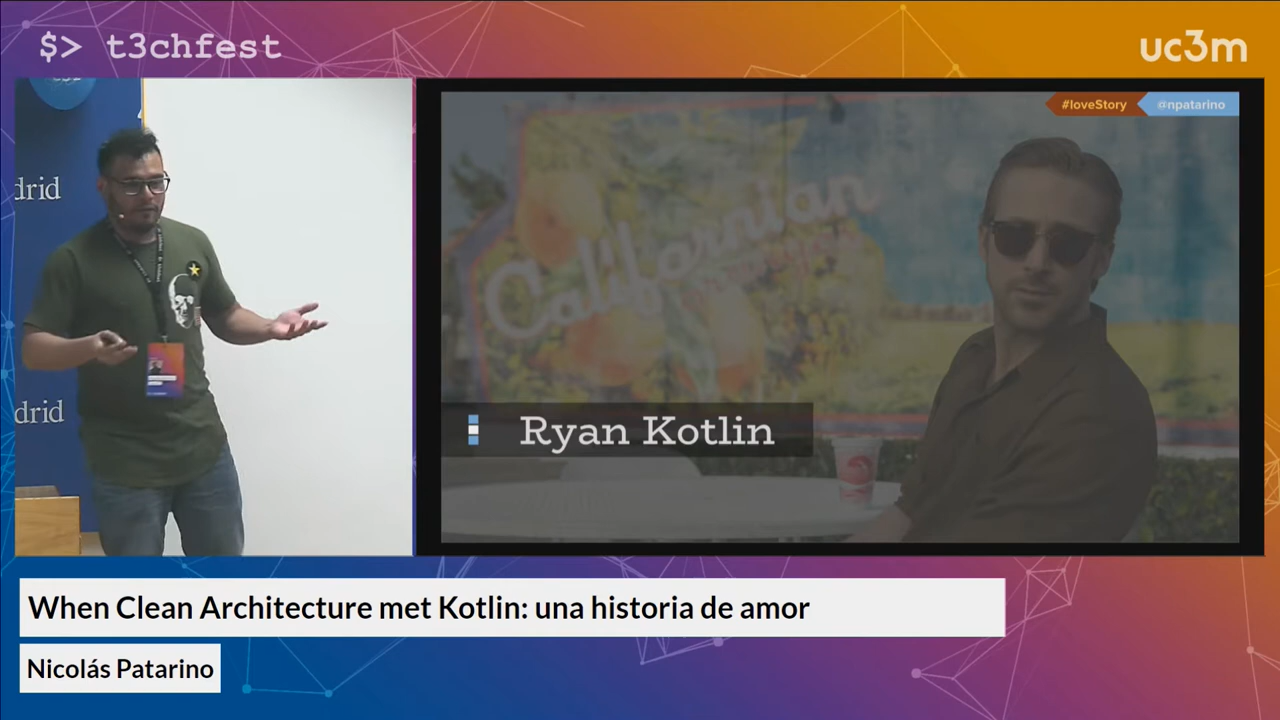 $> t3chfest
uc3m
#loveStory
@npatarino
drid
drid
Californian
Ryan Kotlin
When Clean Architecture met Kotlin: una historia de amor
Nicolás Patarino